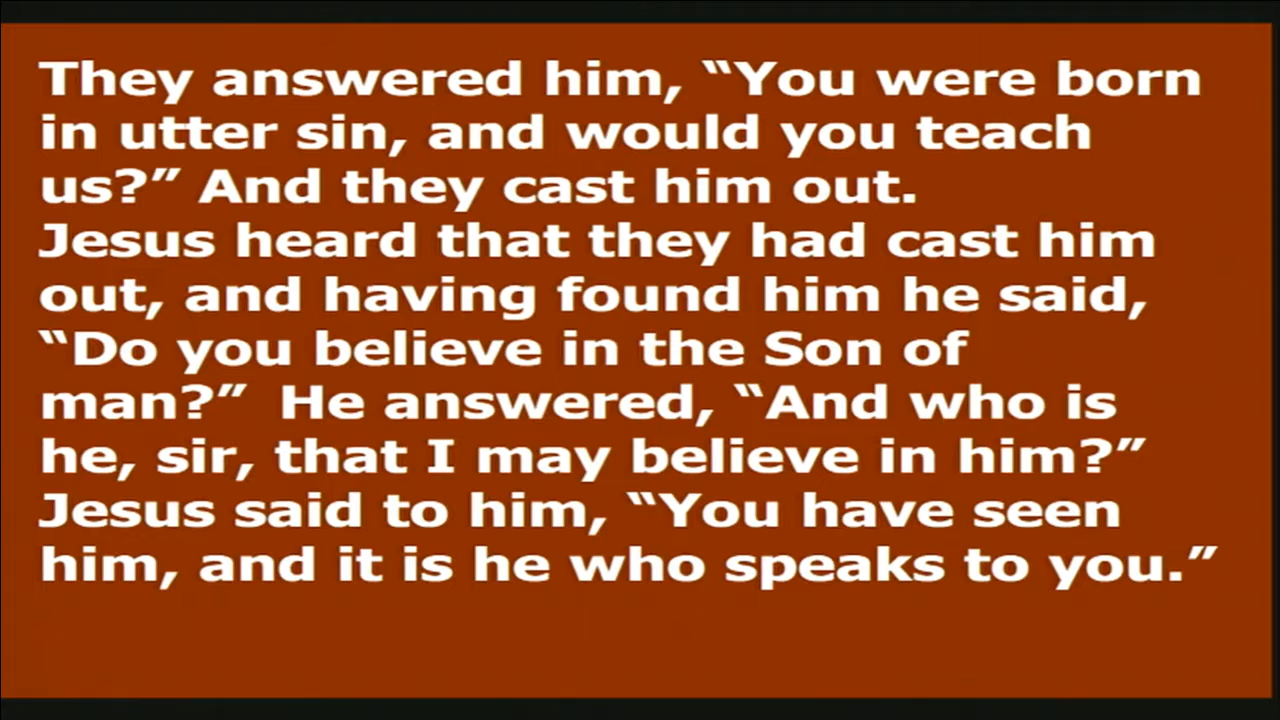 They answered him, “You were born
in utter sin, and would you teach
us?” And they cast him out.
Jesus heard that they had cast him
out, and having found him he said,
“Do you believe in the Son of
man?”  He answered, “And who is
he, sir, that I may believe in him?”
Jesus said to him, “You have seen
him, and it is he who speaks to you.”